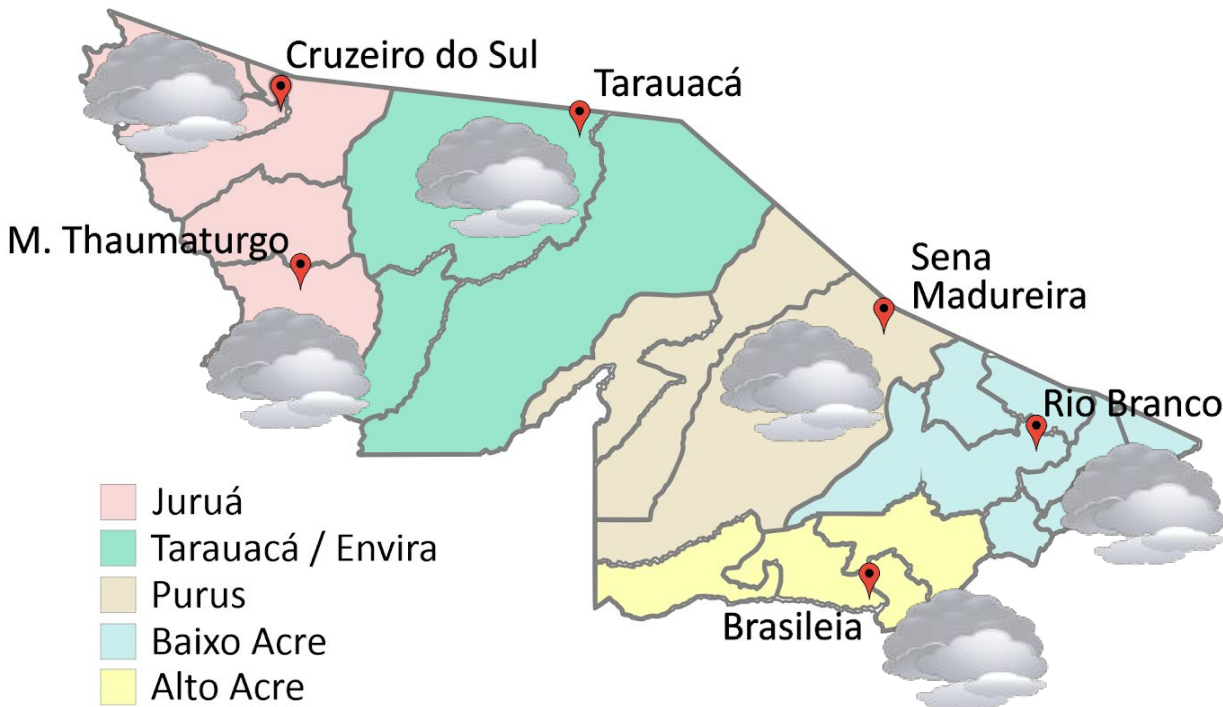 Cruzeiro do Sul
Tarauacá
M. Thaumaturgo
Sena
Madureira
Rio Branco
Brasileia
Juruá
Tarauacá / Envira
Purus
Baixo Acre
Alto Acre